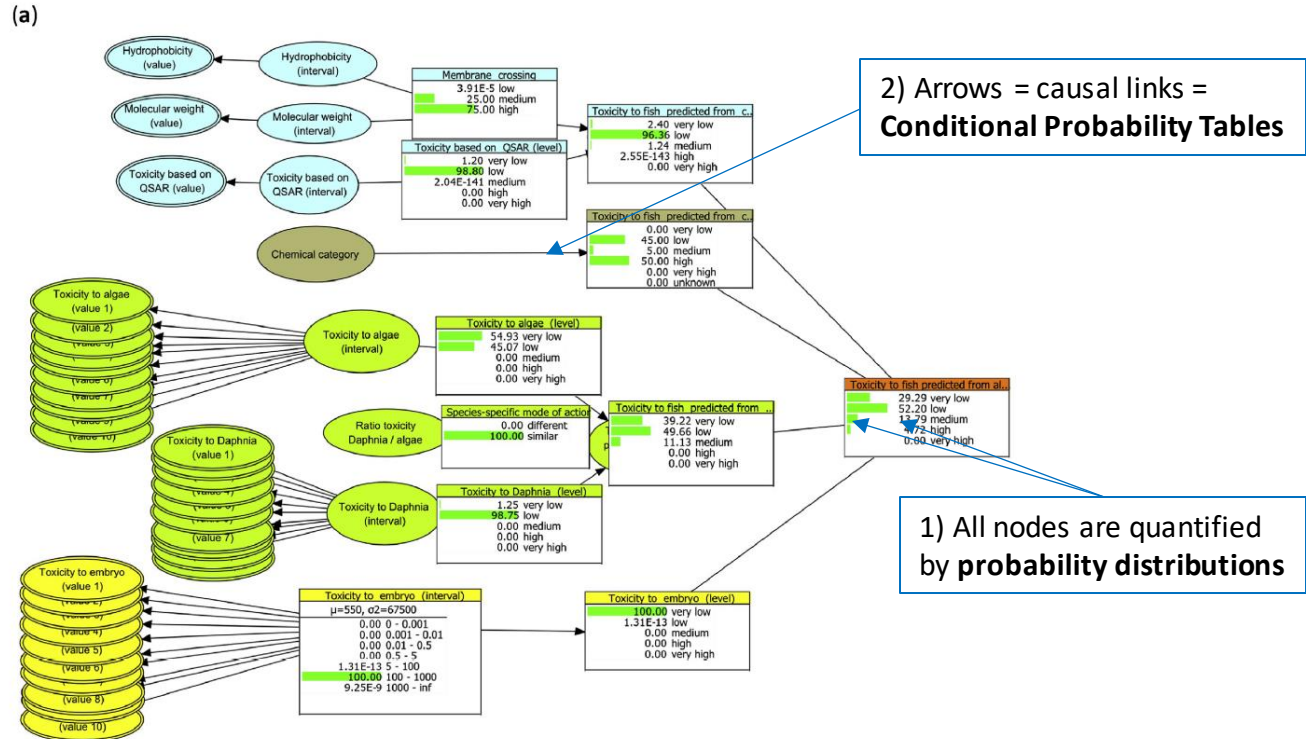 (a)
Hydrophobicity
(value)
Hydrophobicity
(interval)
Molecular weight
(value)
Molecular weight
(interval)
Toxicity based on
QSAR (value)
Toxicity based on
QSAR (interval)
Membrane crossing
3.91E-5 low
25.00 medium
75.00 high
Toxicity based on QSAR (level)
1.20 very low
98.80 low
2.04E-141 medium
0.00 high
0.00 very high
Toxicity to fish predicted from c..
2.40 very low
96.36 low
1.24 medium
2.55E-143 high
0.00 very high
2) Arrows = causal links =
Conditional Probability Tables
Chemical category
Toxicity to fish predicted from c..
0.00 very low
45.00 low
5.00 medium
50.00 high
0.00 very high
0.00 unknown
Toxicity to algae
(value 1)
(value 2)
(value 8)
(value 10)
Toxicity to algae
(interval)
Toxicity to algae (level)
54.93 very low
45.07 low
0.00 medium
0.00 high
0.00 very high
Ratio toxicity
Daphnia / algae
Species-specific mode of action
0.00 different
100.00 similar
Toxicity to Daphnia
(value 1)
(value 4)
(value 7)
Toxicity to Daphnia
(interval)
Toxicity to Daphnia (level)
1.25 very low
98.75 low
0.00 medium
0.00 high
0.00 very high
Toxicity to fish predicted from ..
39.22 very low
49.66 low
11.13 medium
0.00 high
0.00 very high
Toxicity to fish predicted from al..
29.29 very low
52.20 low
13.79 medium
4.72 high
0.00 very high
1) All nodes are quantified
by probability distributions
Toxicity to embryo
(value 1)
(value 2)
(value 4)
(value 5)
(value 6)
(value 8)
(value 10)
Toxicity to embryo (interval)
μ=550, σ2=67500
0.00 0 - 0.001
0.00 0.001 - 0.01
0.00 0.01 - 0.5
0.00 0.5 - 5
1.31E-13 5 - 100
100.00 100 - 1000
9.25E-9 1000 - inf
Toxicity to embryo (level)
100.00 very low
1.31E-13 low
0.00 medium
0.00 high
0.00 very high